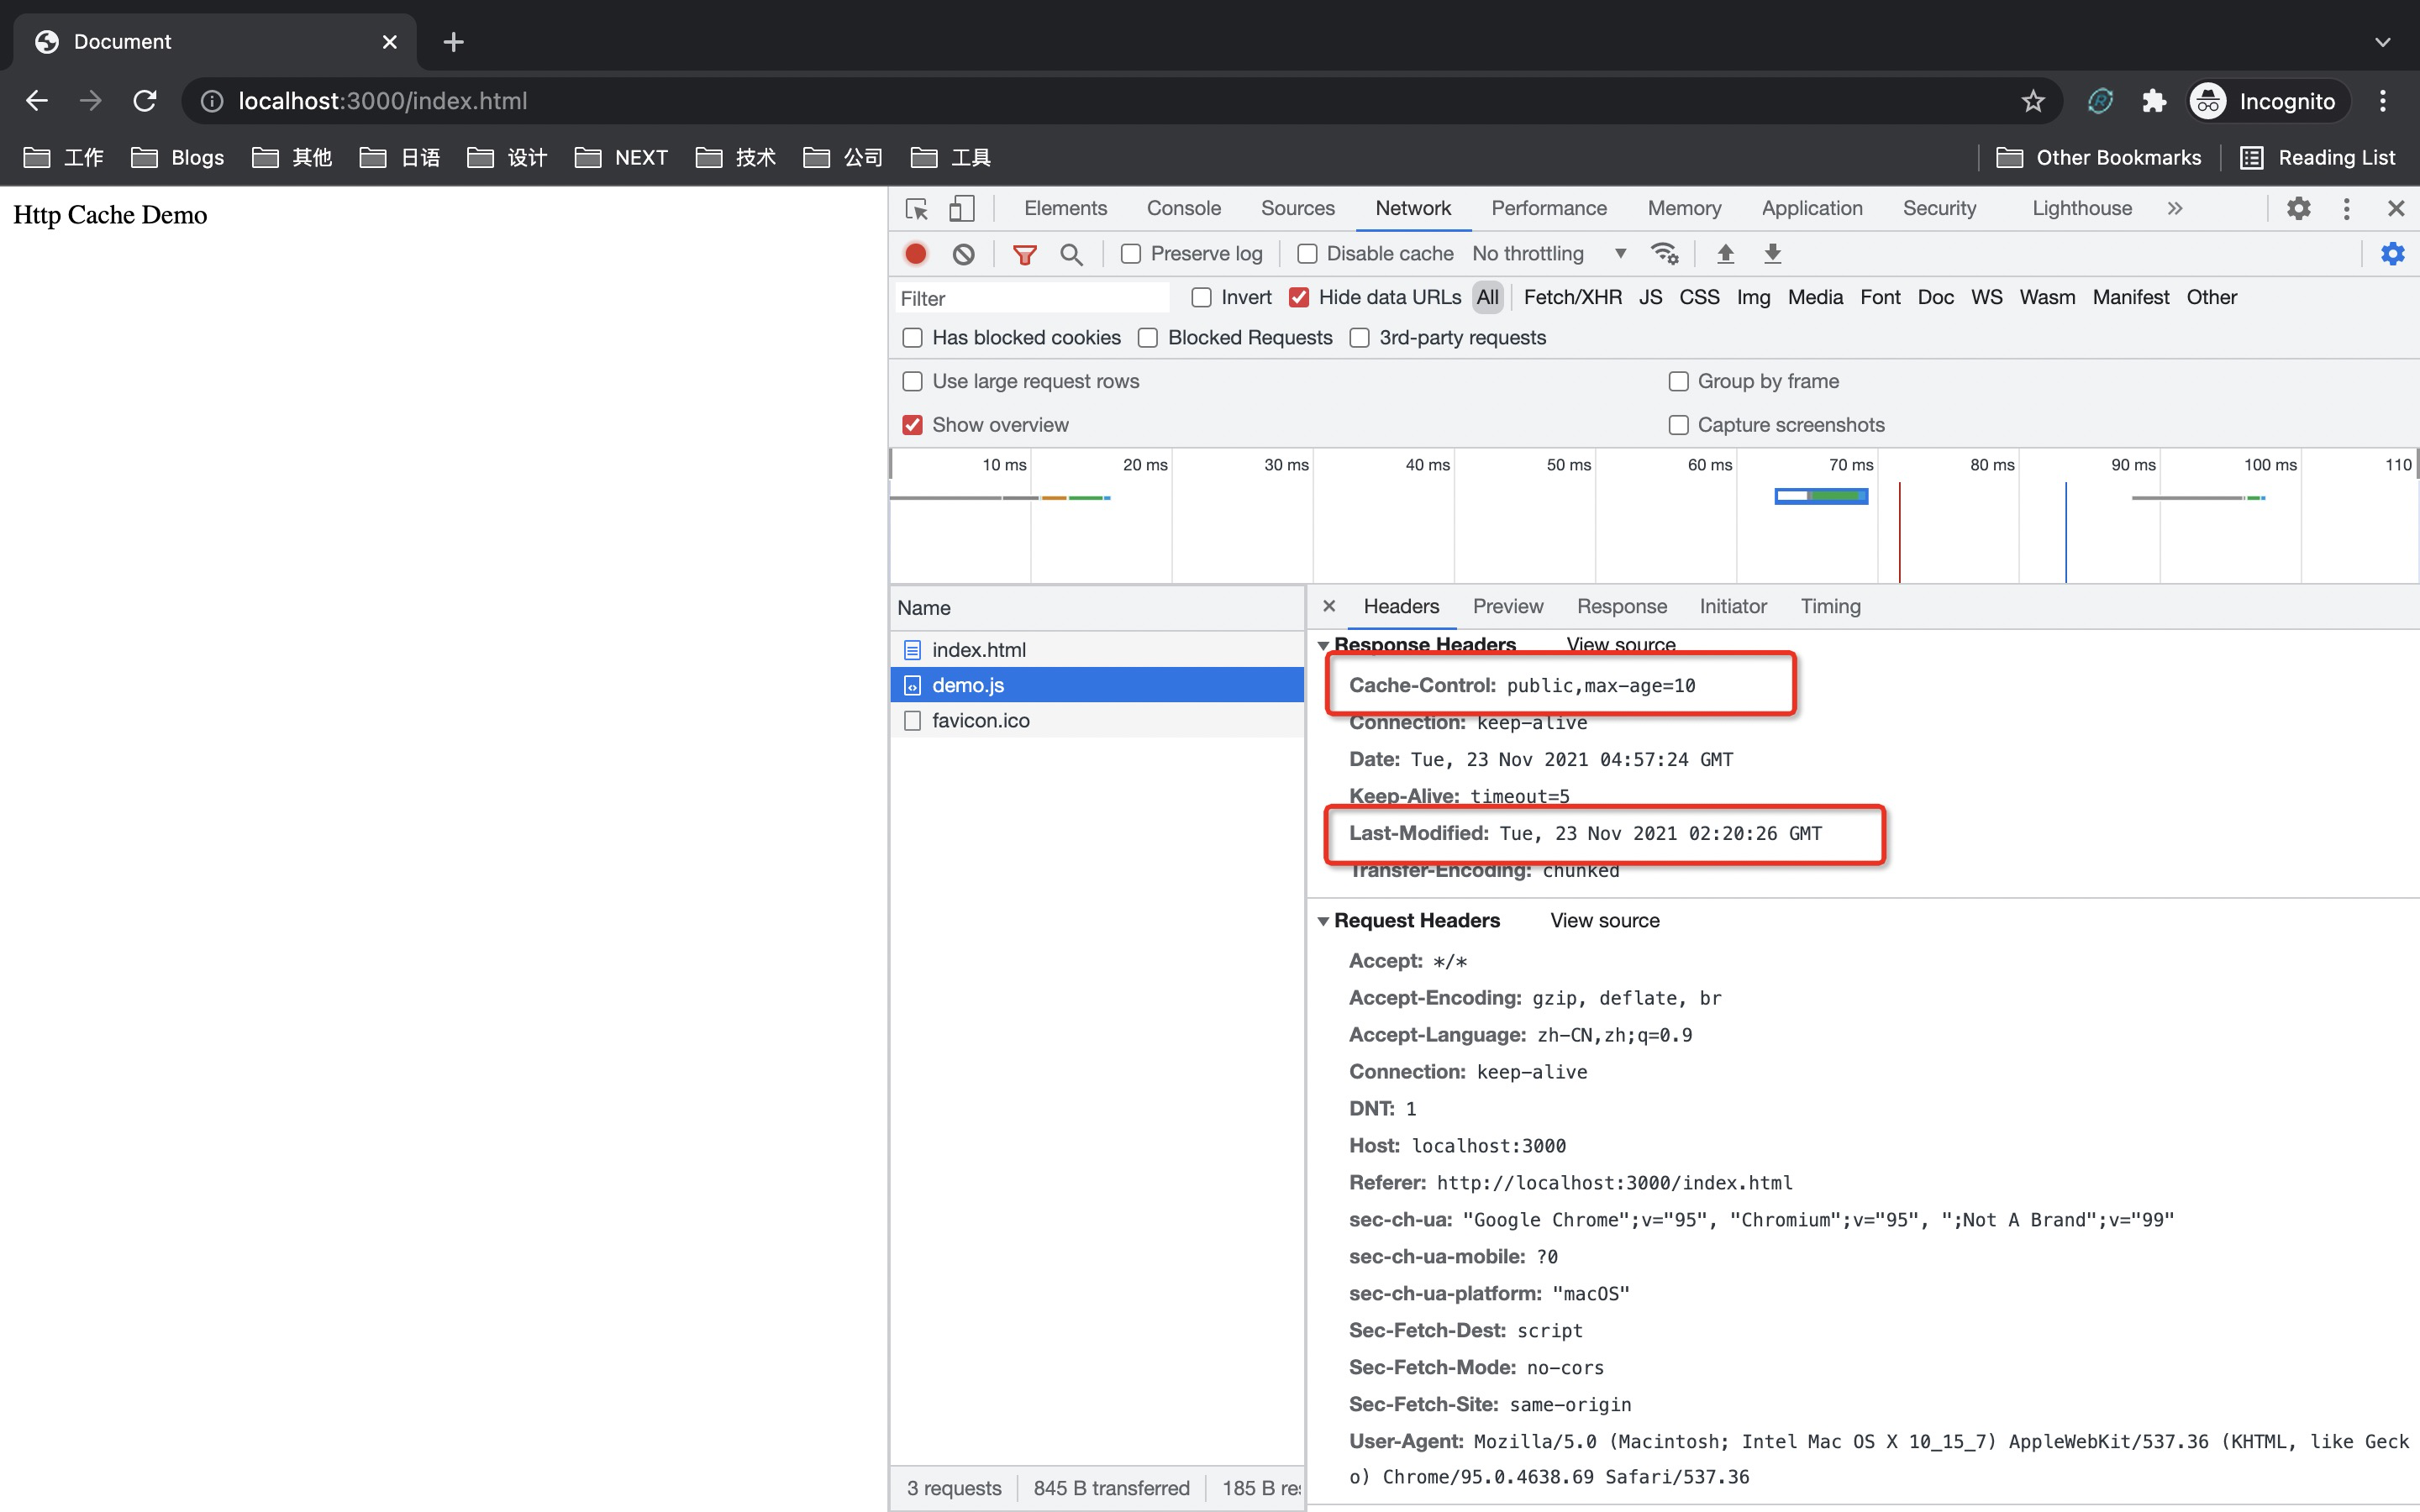 Document
localhost:3000/index.html
Incognito
工作 Blogs 其他 日语 设计 NEXT 技术 公司 工具 Other Bookmarks Reading List
Http Cache Demo
Elements Console Sources Network Performance Memory Application Security Lighthouse
Preserve log Disable cache No throttling
Filter Invert Hide data URLs All Fetch/XHR JS CSS Img Media Font Doc WS Wasm Manifest Other
Has blocked cookies Blocked Requests 3rd-party requests
Use large request rows Group by frame
Show overview Capture screenshots
10 ms 20 ms 30 ms 40 ms 50 ms 60 ms 70 ms 80 ms 90 ms 100 ms 110
Name
index.html
demo.js
favicon.ico
Headers Preview Response Initiator Timing
Response Headers View source
Cache-Control: public,max-age=10
Connection: keep-alive
Date: Tue, 23 Nov 2021 04:57:24 GMT
Keep-Alive: timeout=5
Last-Modified: Tue, 23 Nov 2021 02:20:26 GMT
Transfer-Encoding: chunked
Request Headers View source
Accept: */*
Accept-Encoding: gzip, deflate, br
Accept-Language: zh-CN,zh;q=0.9
Connection: keep-alive
DNT: 1
Host: localhost:3000
Referer: http://localhost:3000/index.html
sec-ch-ua: "Google Chrome";v="95", "Chromium";v="95", ";Not A Brand";v="99"
sec-ch-ua-mobile: ?0
sec-ch-ua-platform: "macOS"
Sec-Fetch-Dest: script
Sec-Fetch-Mode: no-cors
Sec-Fetch-Site: same-origin
User-Agent: Mozilla/5.0 (Macintosh; Intel Mac OS X 10_15_7) AppleWebKit/537.36 (KHTML, like Geck
o) Chrome/95.0.4638.69 Safari/537.36
3 requests 845 B transferred 185 B re